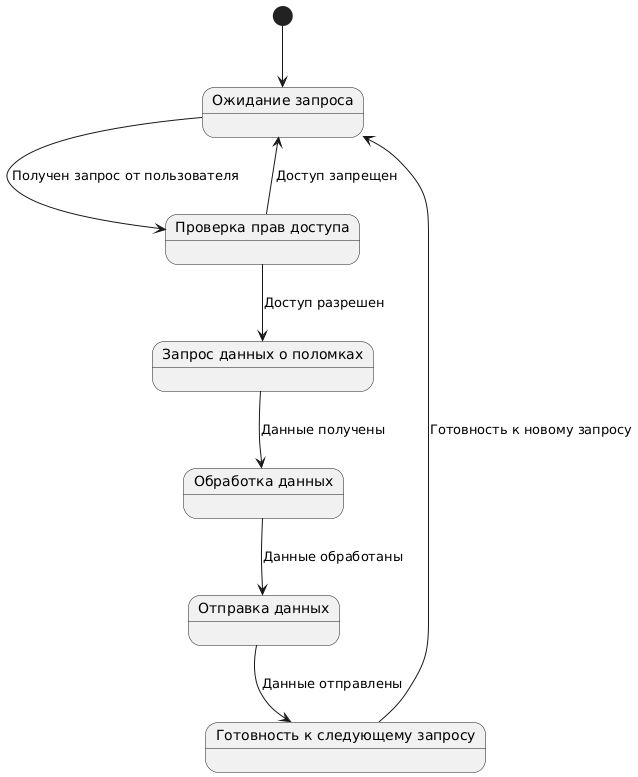 Ожидание запроса
Получен запрос от пользователя
Доступ запрещен
Проверка прав доступа
Доступ разрешен
Запрос данных о поломках
Данные получены
Готовность к новому запросу
Обработка данных
Данные обработаны
Отправка данных
Данные отправлены
Готовность к следующему запросу